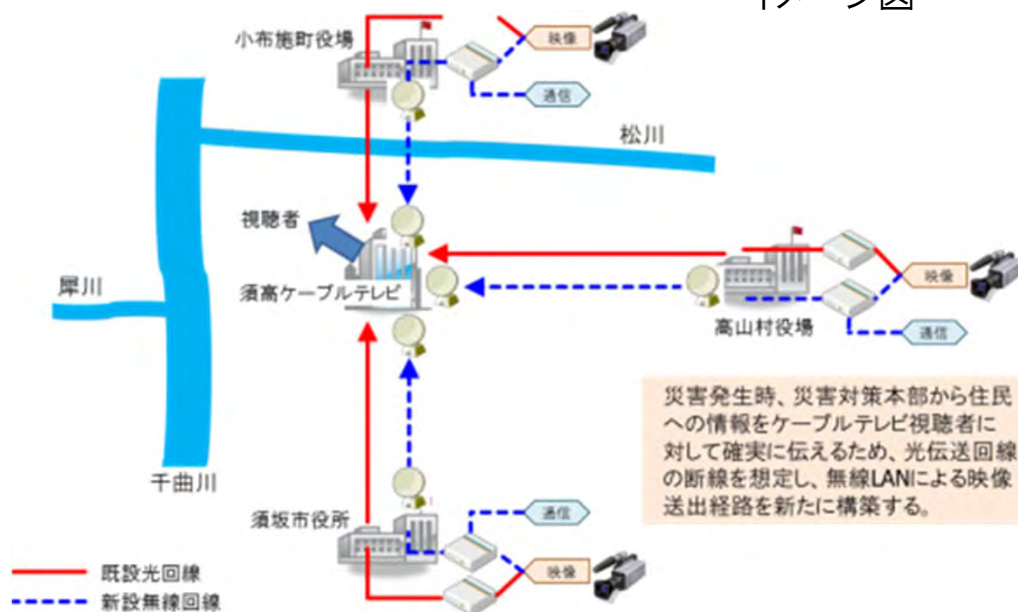 イメージ図
小布施町役場
映像
通信
松川
視聴者
犀川
須高ケーブルテレビ
映像
高山村役場
通信
災害発生時、災害対策本部から住民
への情報をケーブルテレビ視聴者に
対して確実に伝えるため、光伝送回線
の断線を想定し、無線LANによる映像
送出経路を新たに構築する。
千曲川
須坂市役所
通信
映像
既設光回線
新設無線回線